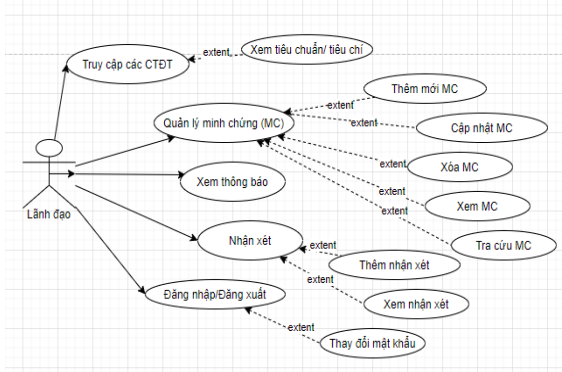 Xem tiêu chuẩn/ tiêu chí
extent
Truy cập các CTĐT
Thêm mới MC
extent
Quản lý minh chứng (MC)
extent
Cập nhật MC
extent
Xóa MC
Xem thông báo
extent
Xem MC
extent
Lãnh đạo
Nhận xét
extent
Tra cứu MC
Thêm nhận xét
extent
Đăng nhập/Đăng xuất
Xem nhận xét
extent
Thay đổi mật khẩu